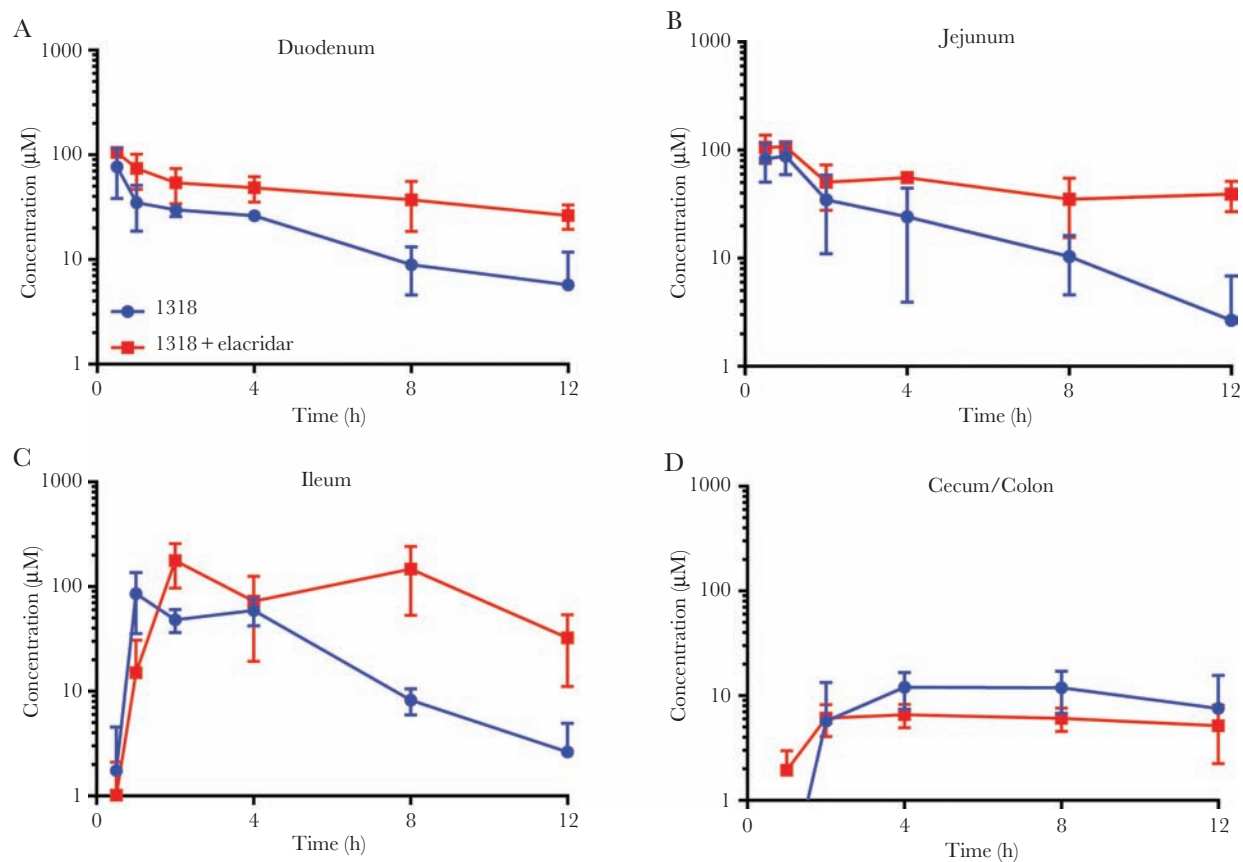 A
Duodenum
1000
100
10
1
Concentration (µM)
1318
1318 + elacridar
0 4 8 12
Time (h)
B
Jejunum
1000
100
10
1
Concentration (µM)
0 4 8 12
Time (h)
C
Ileum
1000
100
10
1
Concentration (µM)
0 4 8 12
Time (h)
D
Cecum/Colon
1000
100
10
1
Concentration (µM)
0 4 8 12
Time (h)